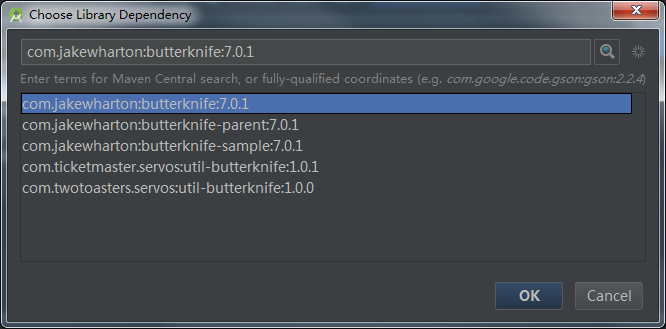 Choose Library Dependency
com.jakewharton:butterknife:7.0.1
Enter terms for Maven Central search, or fully-qualified coordinates (e.g. com.google.code.gson:gson:2.2.4)
com.jakewharton:butterknife:7.0.1
com.jakewharton:butterknife-parent:7.0.1
com.jakewharton:butterknife-sample:7.0.1
com.ticketmaster.servos:util-butterknife:1.0.1
com.twotoasters.servos:util-butterknife:1.0.0
OK Cancel